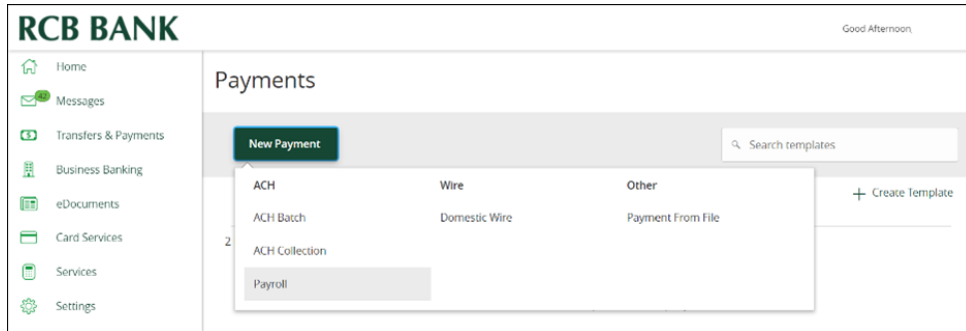 RCB BANK
Good Afternoon,
Home
42
Messages
Transfers & Payments
Business Banking
eDocuments
Card Services
Services
Settings
Payments
New Payment
Search templates
Create Template
ACH Wire Other
ACH Batch Domestic Wire Payment From File
ACH Collection
Payroll
2